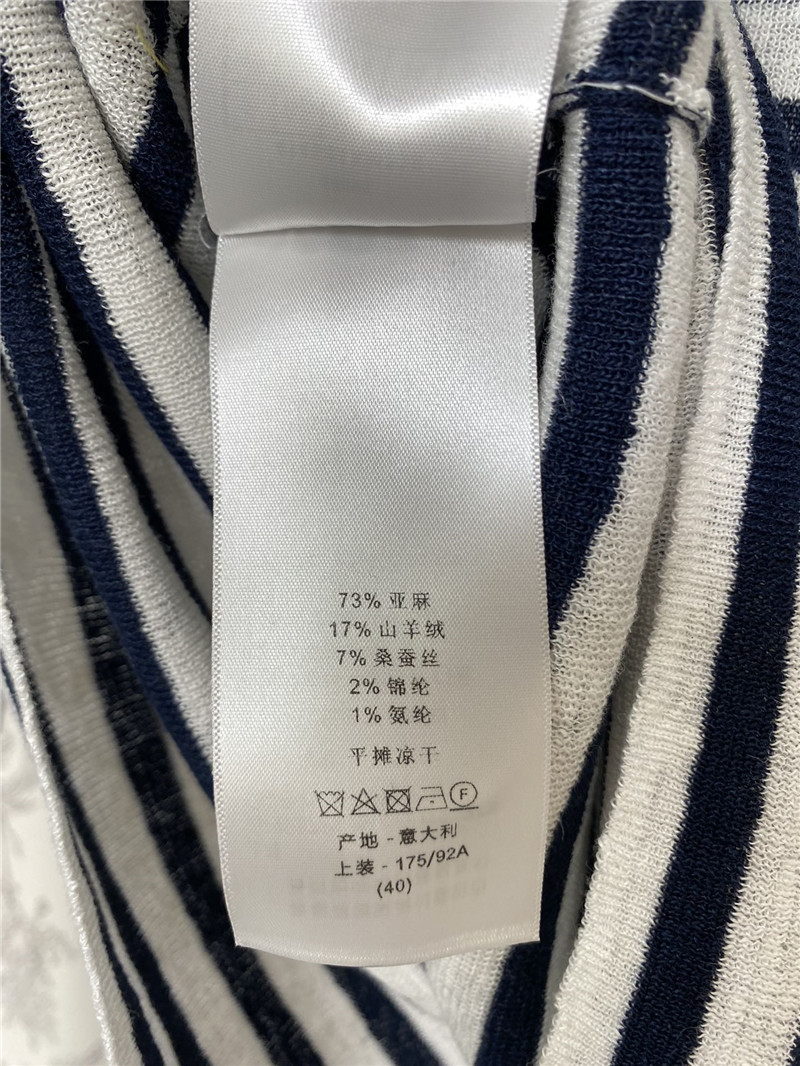 73% 亚麻
17% 山羊绒
7% 桑蚕丝
2% 锦纶
1% 氨纶
平摊凉干
F
产地 - 意大利
上装 - 175/92A
(40)